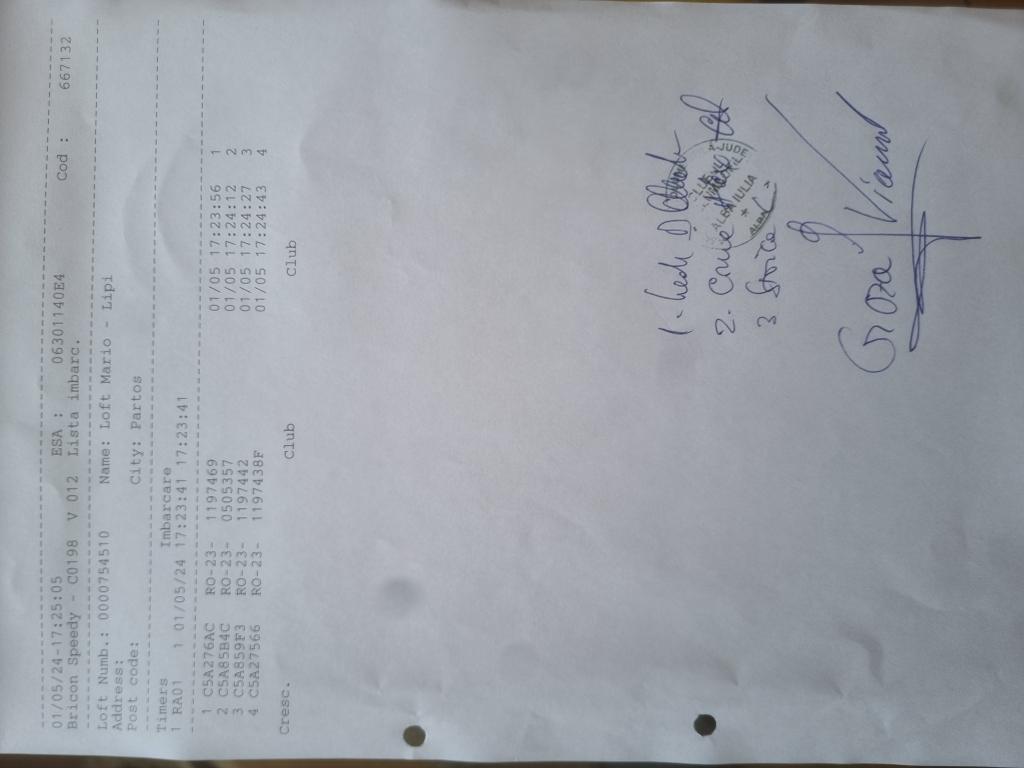 01/05/24-17:25:05 ESA : 06301140E4 Cod : 667132
Bricon Speedy - C0198 V 012 Lista imbarc.
Loft Numb.: 0000754510 Name: Loft Mario - Lipi
Address:
Post code: City: Partos
Timers Imbarcare
1 RA01 1 01/05/24 17:23:41 17:23:41
1 C5A276AC RO-23- 1197469 01/05 17:23:56 1
2 C5A85B4C RO-23- 0505357 01/05 17:24:12 2
3 C5A859F3 RO-23- 1197442 01/05 17:24:27 3
4 C5A27566 RO-23- 1197438F 01/05 17:24:43 4
Cresc. Club Club
1.
2.
3
ALBA IULIA